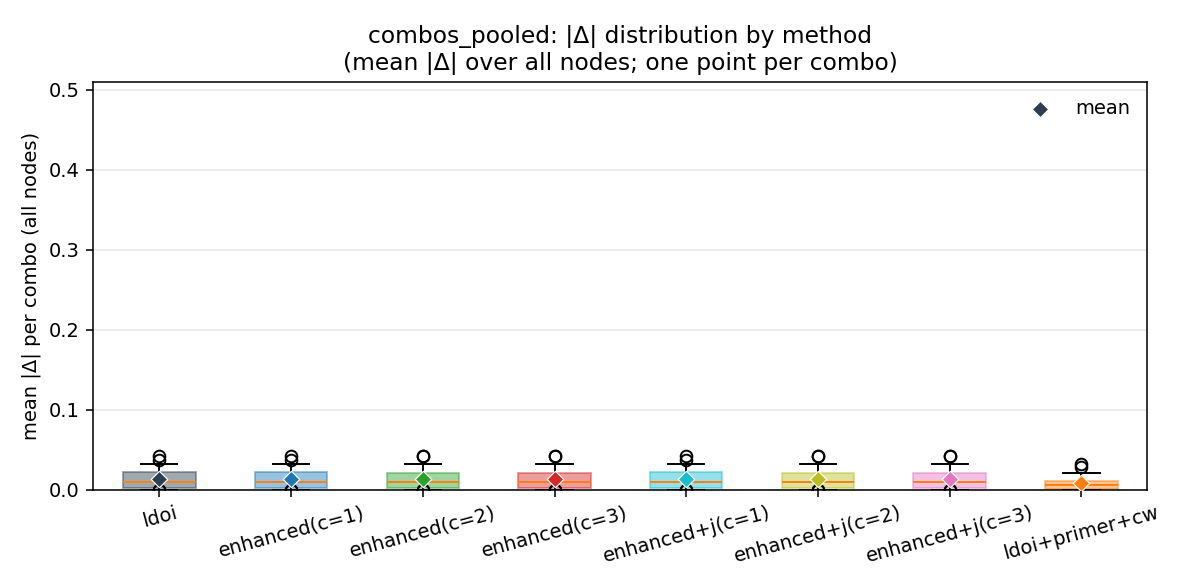 combos_pooled: |Δ| distribution by method
(mean |Δ| over all nodes; one point per combo)
mean |Δ| per combo (all nodes)
0.5
0.4
0.3
0.2
0.1
0.0
mean
ldoi
enhanced(c=1)
enhanced(c=2)
enhanced(c=3)
enhanced+j(c=1)
enhanced+j(c=2)
enhanced+j(c=3)
ldoi+primer+cw